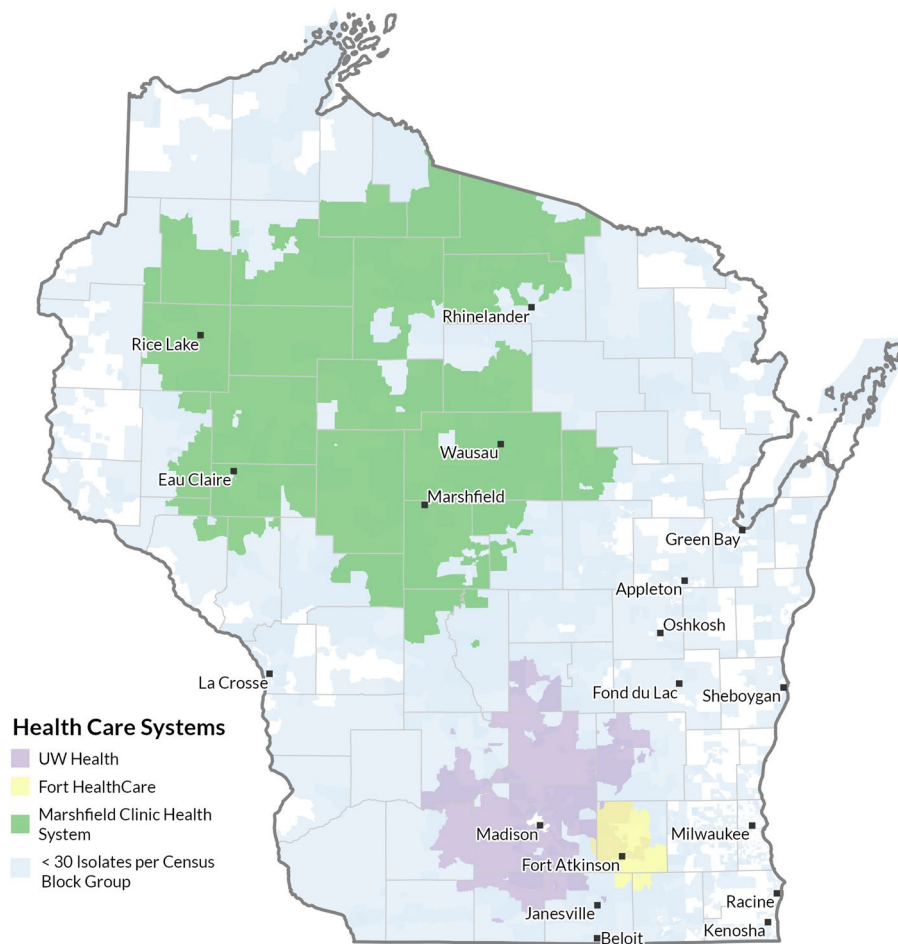 Rhinelander
Rice Lake
Wausau
Eau Claire
Marshfield
Green Bay
Appleton
Oshkosh
La Crosse
Fond du Lac
Sheboygan
Health Care Systems
UW Health
Fort HealthCare
Marshfield Clinic Health
System
< 30 Isolates per Census
Block Group
Madison
Milwaukee
Fort Atkinson
Janesville
Racine
Kenosha
Beloit